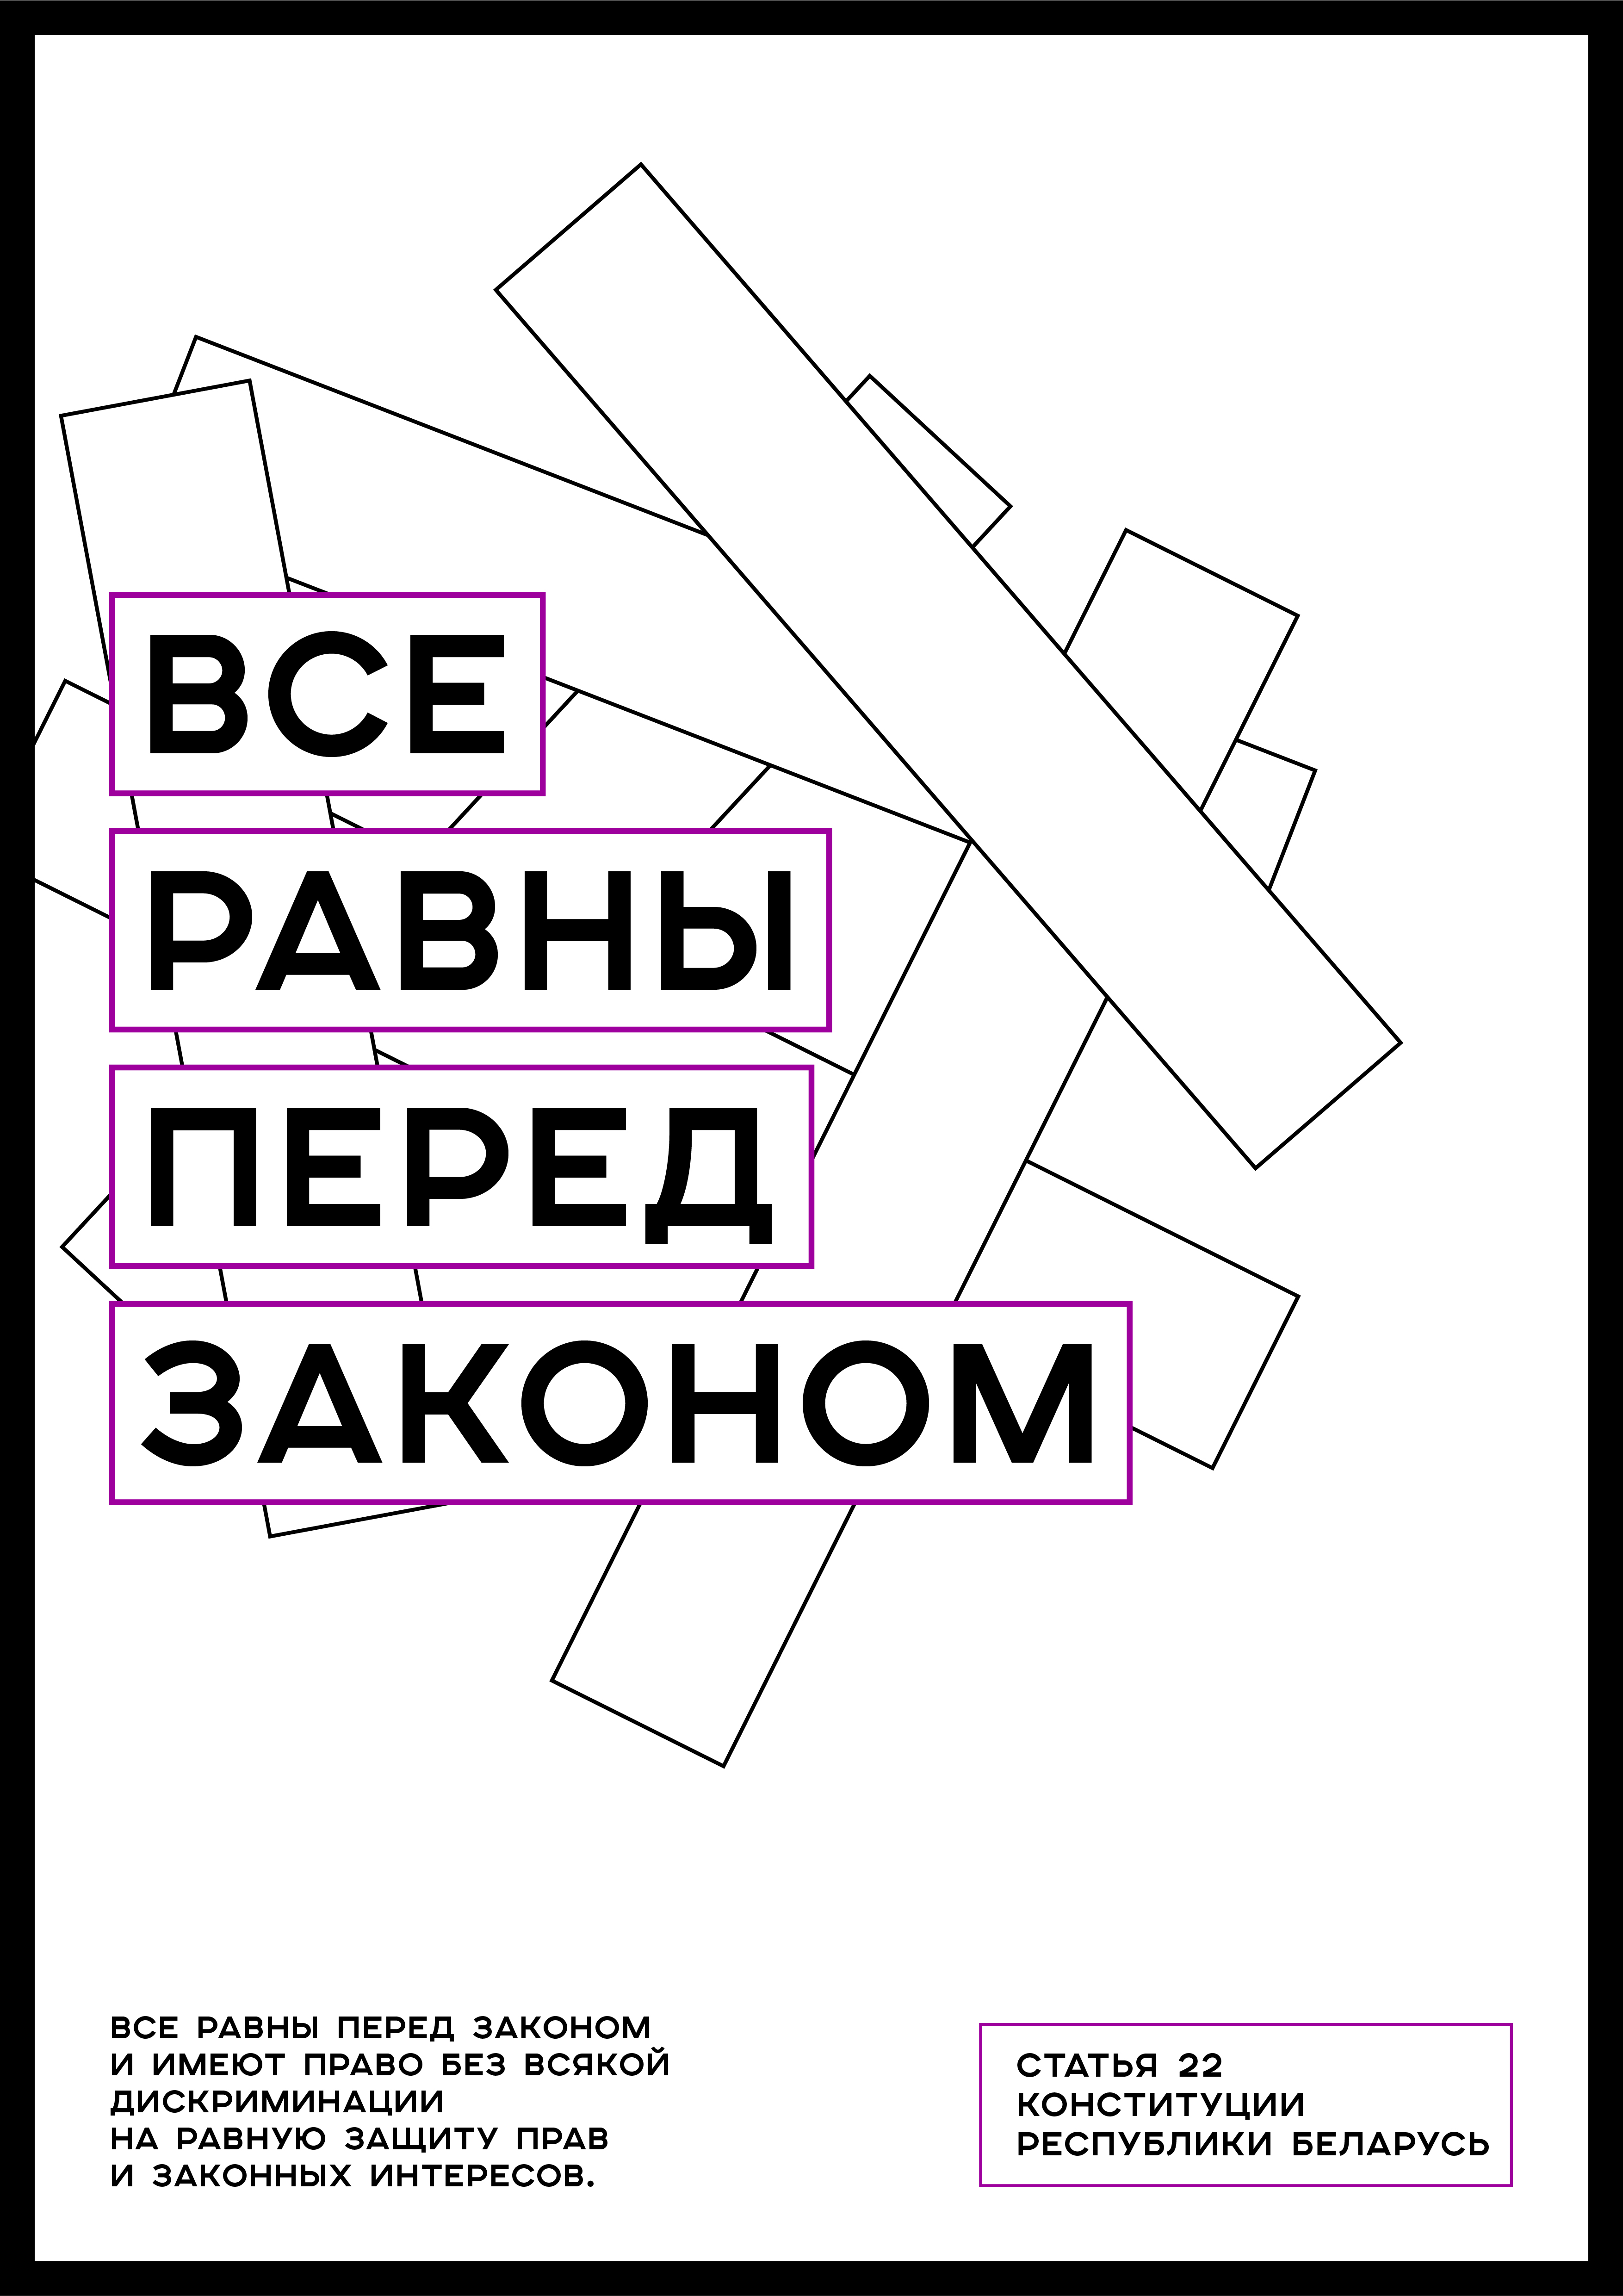 ВСЕ
РАВНЫ
ПЕРЕД
ЗАКОНОМ
ВСЕ РАВНЫ ПЕРЕД ЗАКОНОМ
И ИМЕЮТ ПРАВО БЕЗ ВСЯКОЙ
ДИСКРИМИНАЦИИ
НА РАВНУЮ ЗАЩИТУ ПРАВ
И ЗАКОННЫХ ИНТЕРЕСОВ.
СТАТЬЯ 22
КОНСТИТУЦИИ
РЕСПУБЛИКИ БЕЛАРУСЬ